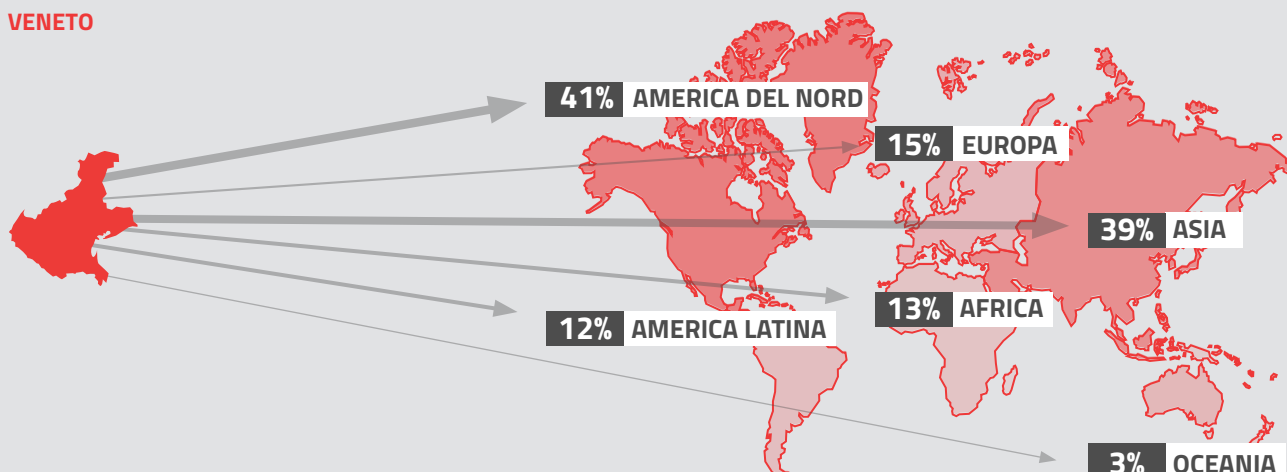 VENETO
41% AMERICA DEL NORD
15% EUROPA
39% ASIA
13% AFRICA
12% AMERICA LATINA
3% OCEANIA